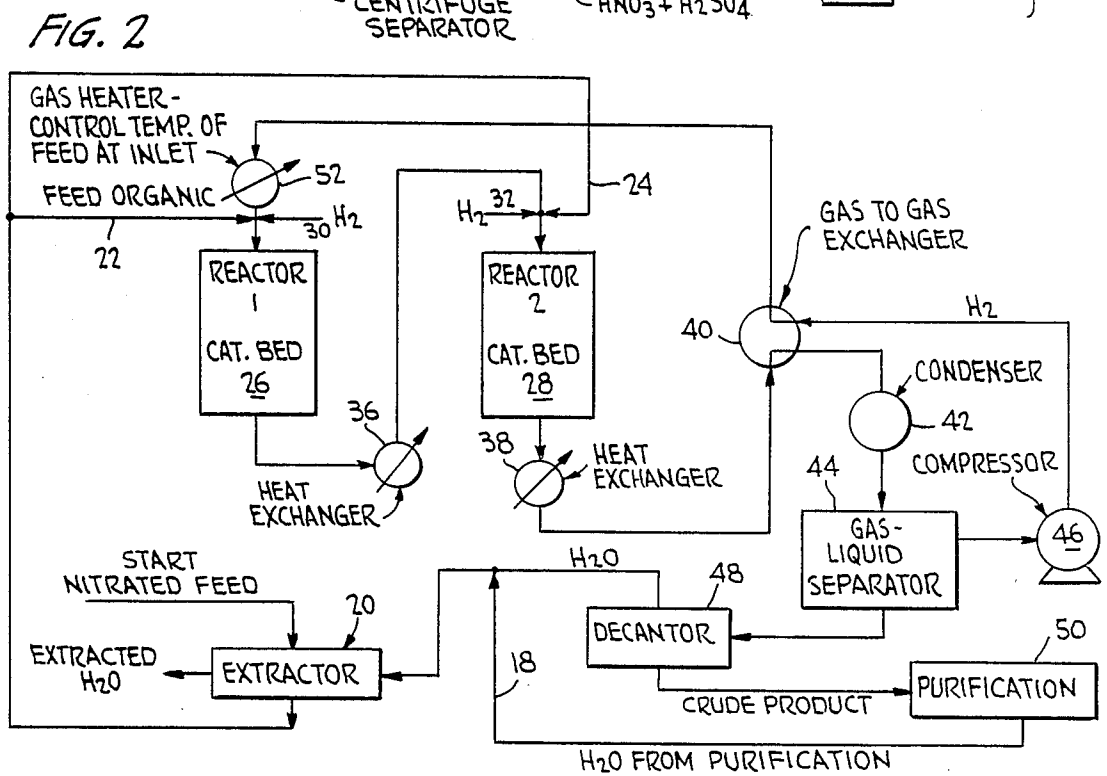 CENTRIFUGE
SEPARATOR
HNO3 + H2SO4
FIG. 2
GAS HEATER-
CONTROL TEMP. OF
FEED AT INLET
52
FEED ORGANIC
30 H2
22
24
H2 32
REACTOR
1
CAT. BED
26
REACTOR
2
CAT. BED
28
GAS TO GAS
EXCHANGER
40
H2
CONDENSER
42
36
HEAT
EXCHANGER
38
HEAT
EXCHANGER
44
COMPRESSOR
46
GAS-
LIQUID
SEPARATOR
START
NITRATED FEED
20
EXTRACTOR
EXTRACTED
H2O
H2O
48
DECANTOR
18
CRUDE PRODUCT
50
PURIFICATION
H2O FROM PURIFICATION